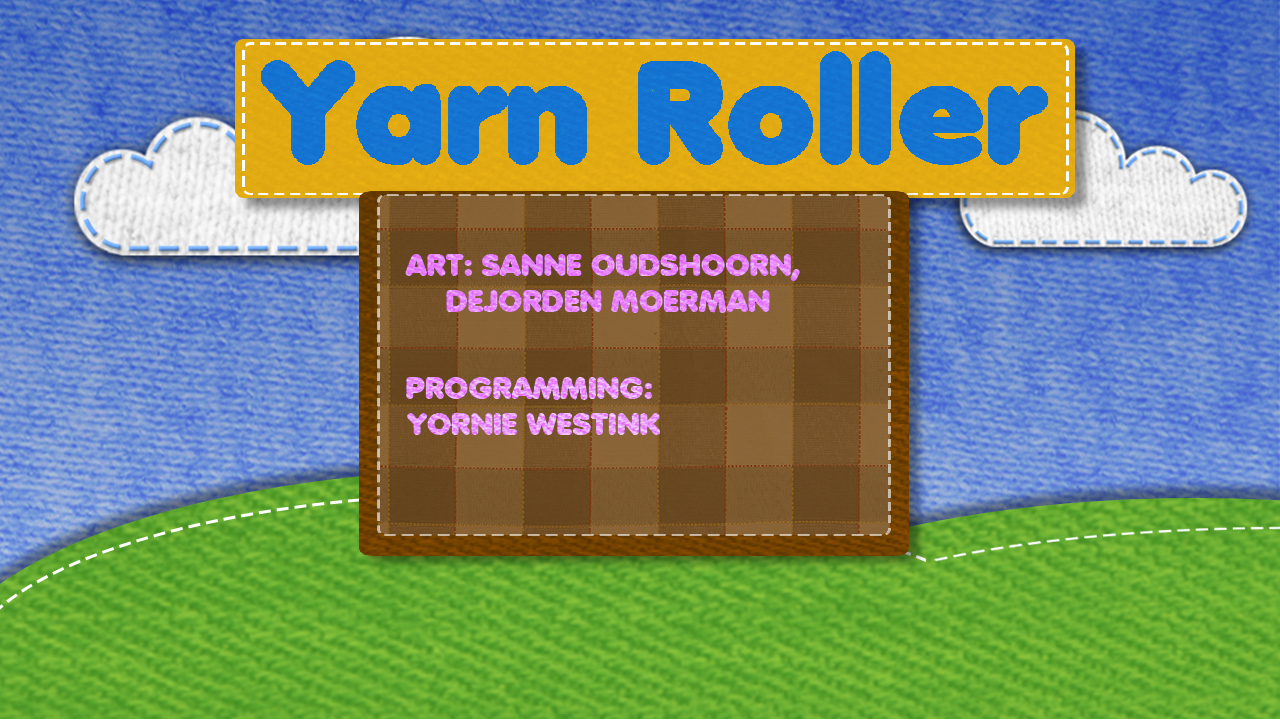 Yarn Roller
ART: SANNE OUDSHOORN,
DEJORDEN MOERMAN
PROGRAMMING:
YORNIE WESTINK